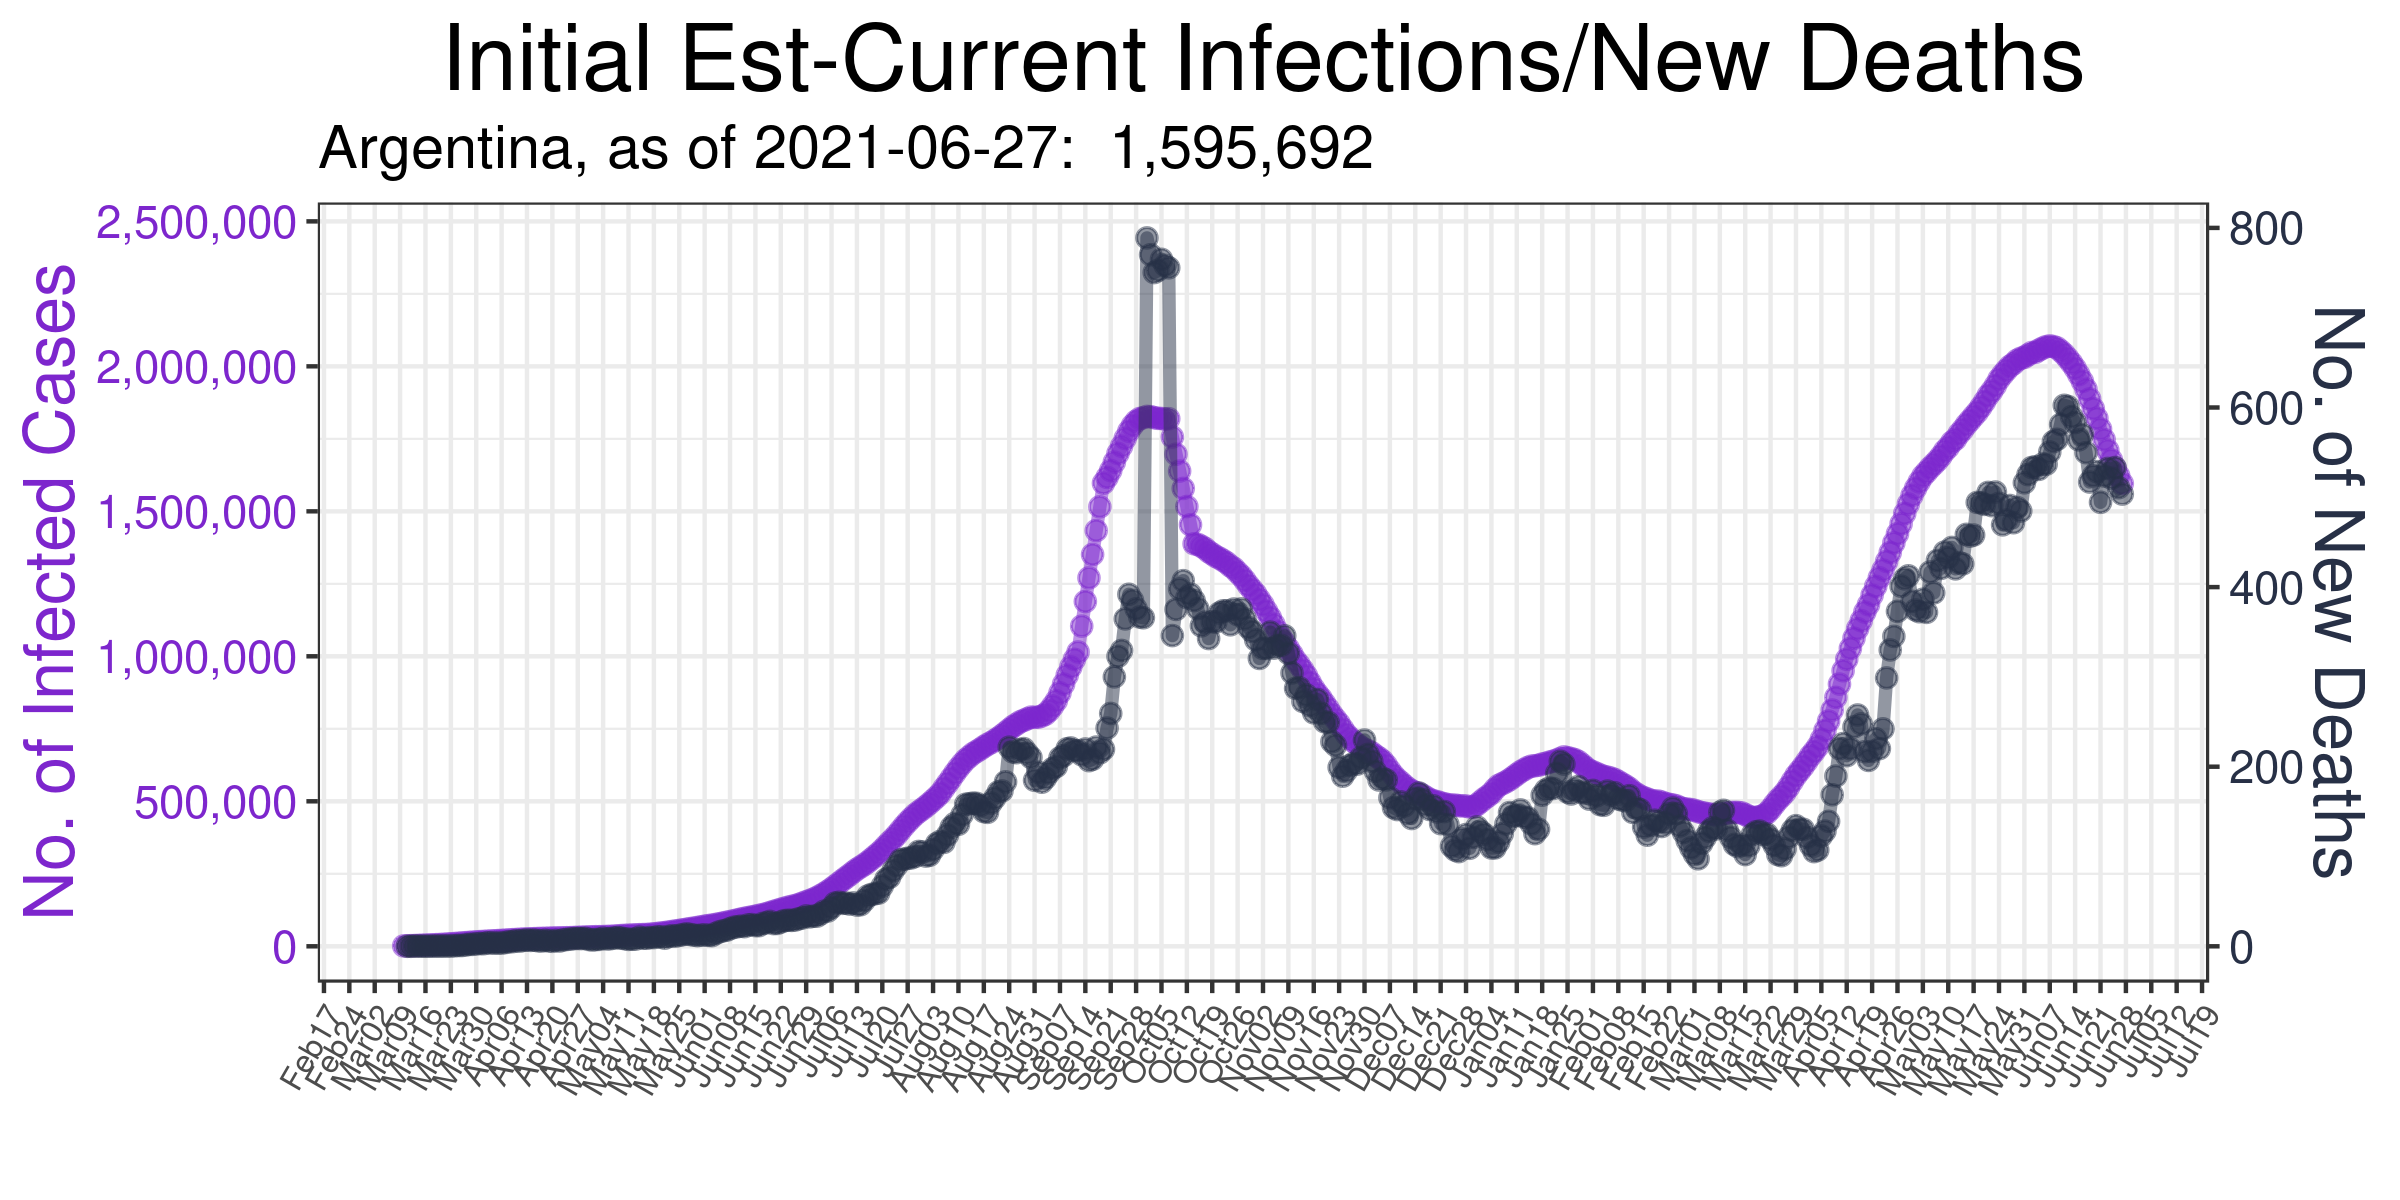 Initial Est-Current Infections/New Deaths
Argentina, as of 2021-06-27:  1,595,692
No. of Infected Cases
2,500,000
2,000,000
1,500,000
1,000,000
500,000
0
800
600
400
200
0
No. of New Deaths
Feb17
Feb24
Mar02
Mar09
Mar16
Mar23
Mar30
Apr06
Apr13
Apr20
Apr27
May04
May11
May18
May25
Jun01
Jun08
Jun15
Jun22
Jun29
Jul06
Jul13
Jul20
Jul27
Aug03
Aug10
Aug17
Aug24
Aug31
Sep07
Sep14
Sep21
Sep28
Oct05
Oct12
Oct19
Oct26
Nov02
Nov09
Nov16
Nov23
Nov30
Dec07
Dec14
Dec21
Dec28
Jan04
Jan11
Jan18
Jan25
Feb01
Feb08
Feb15
Feb22
Mar01
Mar08
Mar15
Mar22
Mar29
Apr05
Apr12
Apr19
Apr26
May03
May10
May17
May24
May31
Jun07
Jun14
Jun21
Jun28
Jul05
Jul12
Jul19